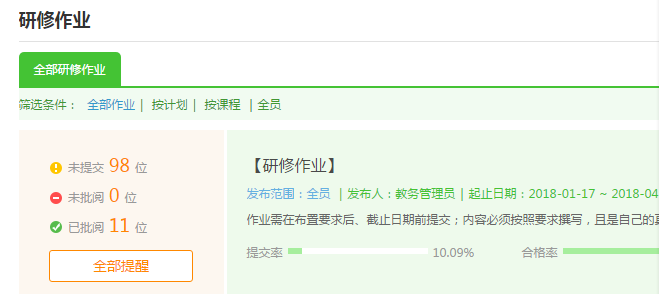 研修作业
全部研修作业
筛选条件： 全部作业 | 按计划 | 按课程 | 全员
未提交 98 位
未批阅 0 位
已批阅 11 位
全部提醒
【研修作业】
发布范围：全员 | 发布人：教务管理员 | 起止日期：2018-01-17 ~ 2018-04
作业需在布置要求后、截止日期前提交；内容必须按照要求撰写，且是自己的
提交率 10.09% 合格率